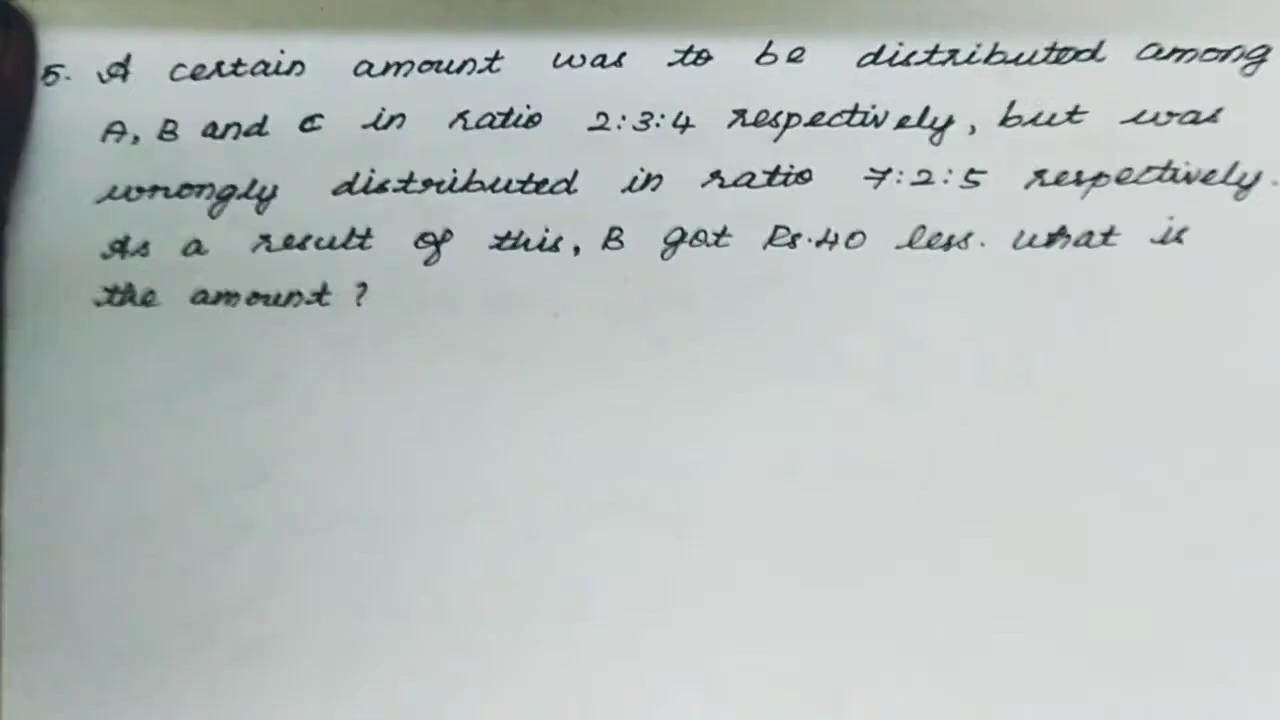 5. A certain amount was to be distributed among
A, B and C in ratio 2:3:4 respectively, but was
wrongly distributed in ratio 7:2:5 respectively.
As a result of this, B got Rs.40 less. what is
the amount?